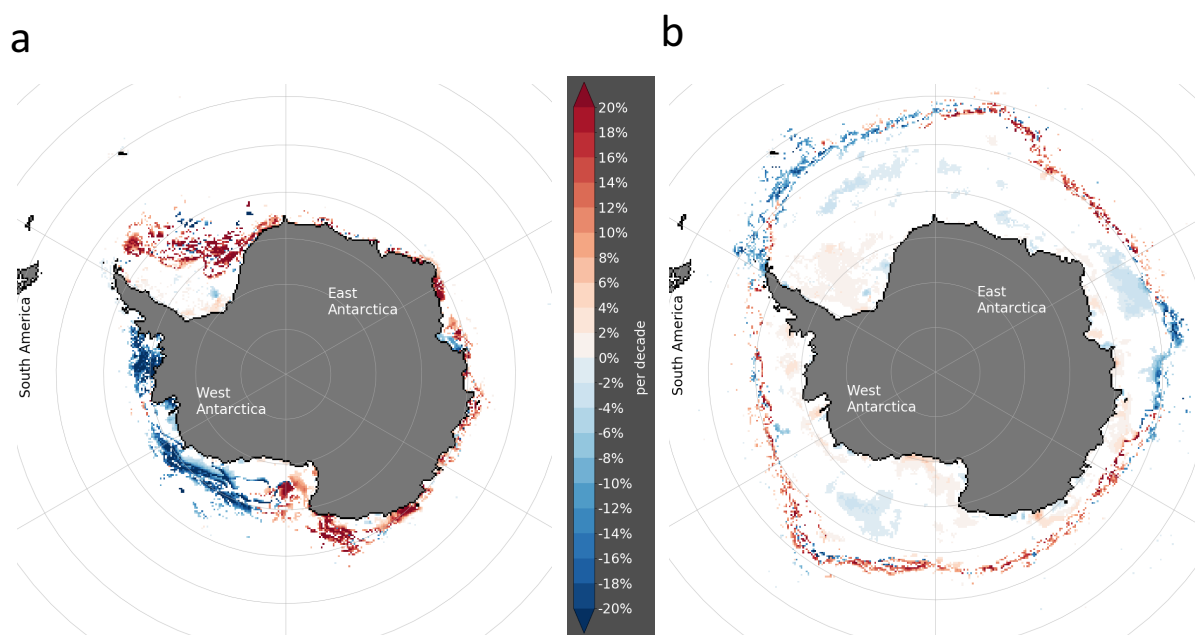 a
b
East
Antarctica
West
Antarctica
South America
20%
18%
16%
14%
12%
10%
8%
6%
4%
2%
0%
-2%
-4%
-6%
-8%
-10%
-12%
-14%
-16%
-18%
-20%
per decade
East
Antarctica
West
Antarctica
South America